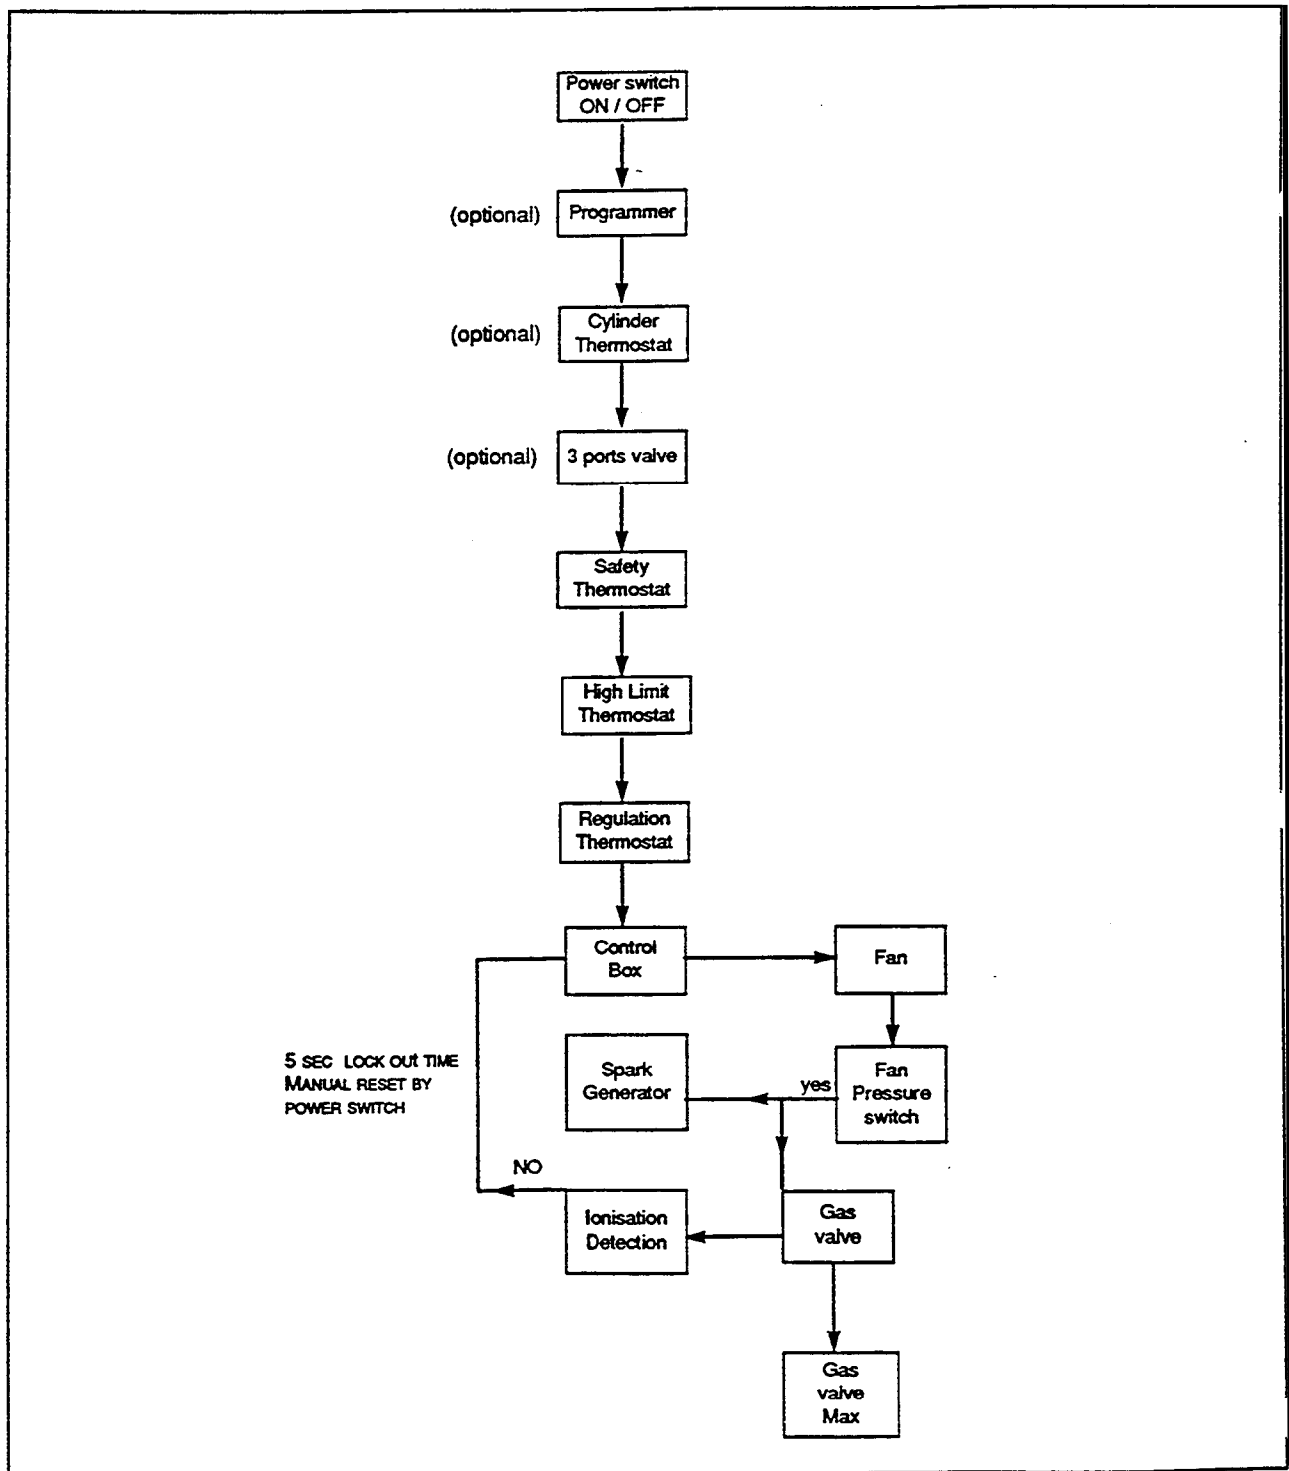 Power switch
ON / OFF
(optional)
Programmer
(optional)
Cylinder
Thermostat
(optional)
3 ports valve
Safety
Thermostat
High Limit
Thermostat
Regulation
Thermostat
Control
Box
Fan
5 SEC LOCK OUT TIME
MANUAL RESET BY
POWER SWITCH
Spark
Generator
yes
Fan
Pressure
switch
NO
Ionisation
Detection
Gas
valve
Gas
valve
Max